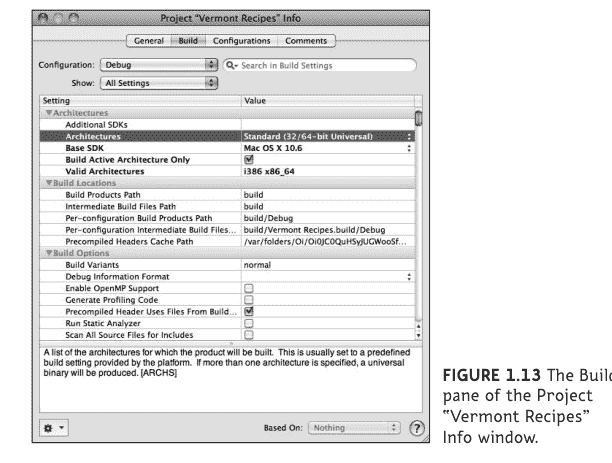 Project "Vermont Recipes" Info
General Build Configurations Comments
Configuration: Debug Search in Build Settings
Show: All Settings
Setting Value
Architectures
Additional SDKs
Architectures Standard (32/64-bit Universal)
Base SDK Mac OS X 10.6
Build Active Architecture Only
Valid Architectures i386 x86_64
Build Locations
Build Products Path build
Intermediate Build Files Path build
Per-configuration Build Products Path build/Debug
Per-configuration Intermediate Build Files... build/Vermont Recipes.build/Debug
Precompiled Headers Cache Path /var/folders/Oi/Oi0JC0QuHSyJUGWooSf...
Build Options
Build Variants normal
Debug Information Format
Enable OpenMP Support
Generate Profiling Code
Precompiled Header Uses Files From Build...
Run Static Analyzer
Scan All Source Files for Includes
A list of the architectures for which the product will be built. This is usually set to a predefined
build setting provided by the platform. If more than one architecture is specified, a universal
binary will be produced. [ARCHS]
Based On: Nothing ?
FIGURE 1.13 The Build
pane of the Project
"Vermont Recipes"
Info window.